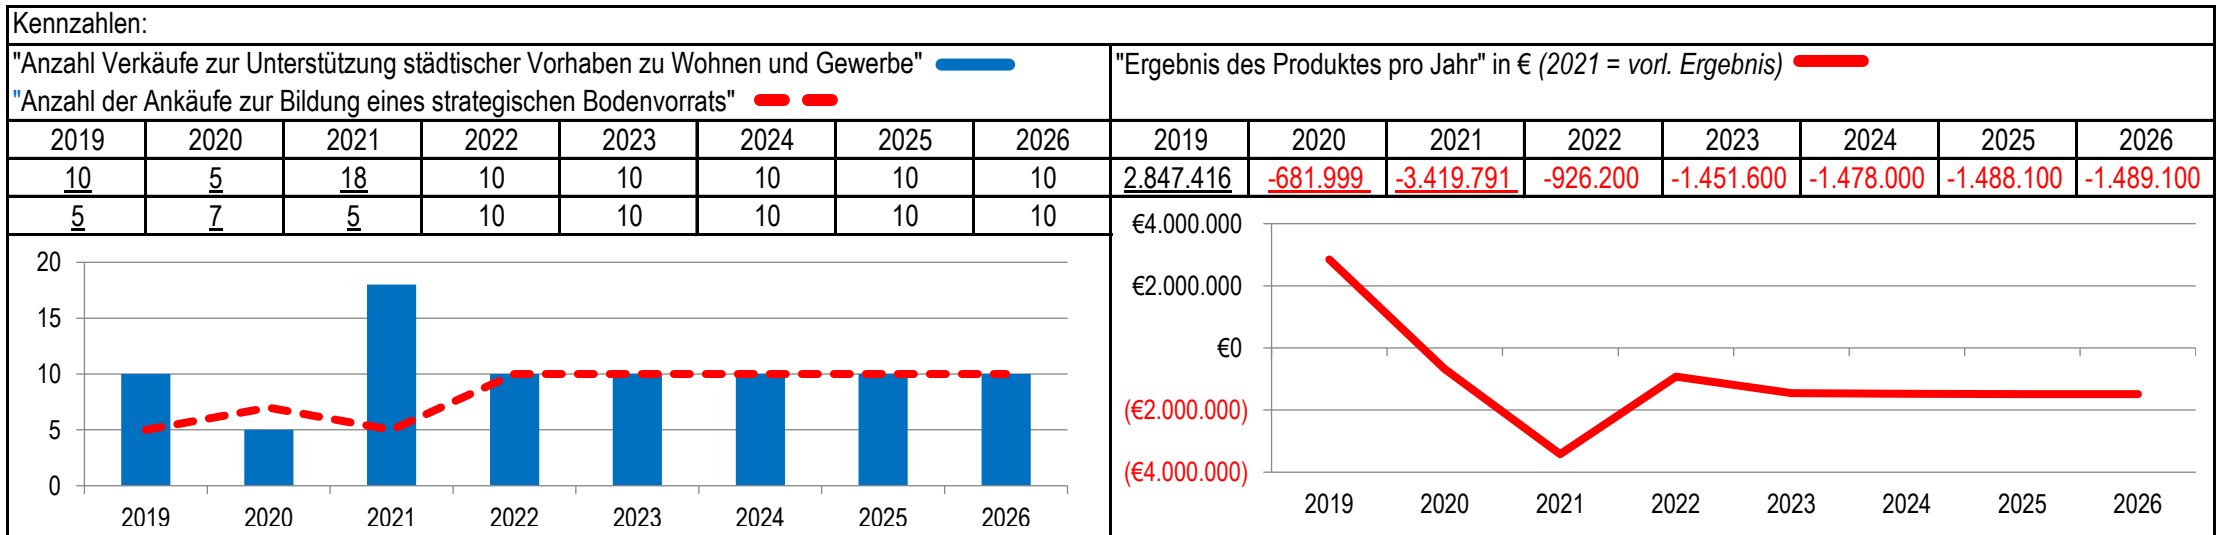 Kennzahlen:
"Anzahl Verkäufe zur Unterstützung städtischer Vorhaben zu Wohnen und Gewerbe"
"Anzahl der Ankäufe zur Bildung eines strategischen Bodenvorrats"
2019 2020 2021 2022 2023 2024 2025 2026
10 5 18 10 10 10 10 10
5 7 5 10 10 10 10 10
20
15
10
5
0
2019 2020 2021 2022 2023 2024 2025 2026
"Ergebnis des Produktes pro Jahr" in € (2021 = vorl. Ergebnis)
2019 2020 2021 2022 2023 2024 2025 2026
2.847.416 -681.999 -3.419.791 -926.200 -1.451.600 -1.478.000 -1.488.100 -1.489.100
€4.000.000
€2.000.000
€0
(€2.000.000)
(€4.000.000)
2019 2020 2021 2022 2023 2024 2025 2026